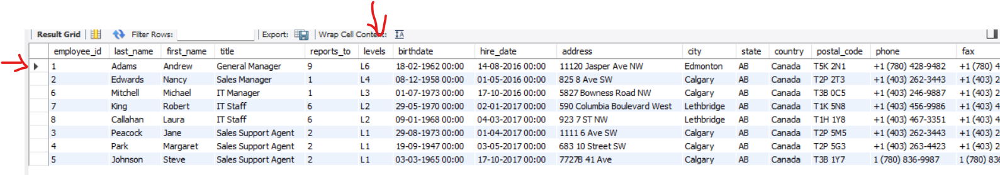 Result Grid Filter Rows: Export: Wrap Cell Content: IA
employee_id last_name first_name title reports_to levels birthdate hire_date address city state country postal_code phone fax
1 Adams Andrew General Manager 9 L6 18-02-1962 00:00 14-08-2016 00:00 11120 Jasper Ave NW Edmonton AB Canada T5K 2N1 +1 (780) 428-9482 +1 (780) 4
2 Edwards Nancy Sales Manager 1 L4 08-12-1958 00:00 01-05-2016 00:00 825 8 Ave SW Calgary AB Canada T2P 2T3 +1 (403) 262-3443 +1 (403) 2
6 Mitchell Michael IT Manager 1 L3 01-07-1973 00:00 17-10-2016 00:00 5827 Bowness Road NW Calgary AB Canada T3B 0C5 +1 (403) 246-9887 +1 (403) 2
7 King Robert IT Staff 6 L2 29-05-1970 00:00 02-01-2017 00:00 590 Columbia Boulevard West Lethbridge AB Canada T1K 5N8 +1 (403) 456-9986 +1 (403) 4
8 Callahan Laura IT Staff 6 L2 09-01-1968 00:00 04-03-2017 00:00 923 7 ST NW Lethbridge AB Canada T1H 1Y8 +1 (403) 467-3351 +1 (403) 4
3 Peacock Jane Sales Support Agent 2 L1 29-08-1973 00:00 01-04-2017 00:00 1111 6 Ave SW Calgary AB Canada T2P 5M5 +1 (403) 262-3443 +1 (403) 2
4 Park Margaret Sales Support Agent 2 L1 19-09-1947 00:00 03-05-2017 00:00 683 10 Street SW Calgary AB Canada T2P 5G3 +1 (403) 263-4423 +1 (403) 2
5 Johnson Steve Sales Support Agent 2 L1 03-03-1965 00:00 17-10-2017 00:00 7727B 41 Ave Calgary AB Canada T3B 1Y7 1 (780) 836-9987 1 (780) 83